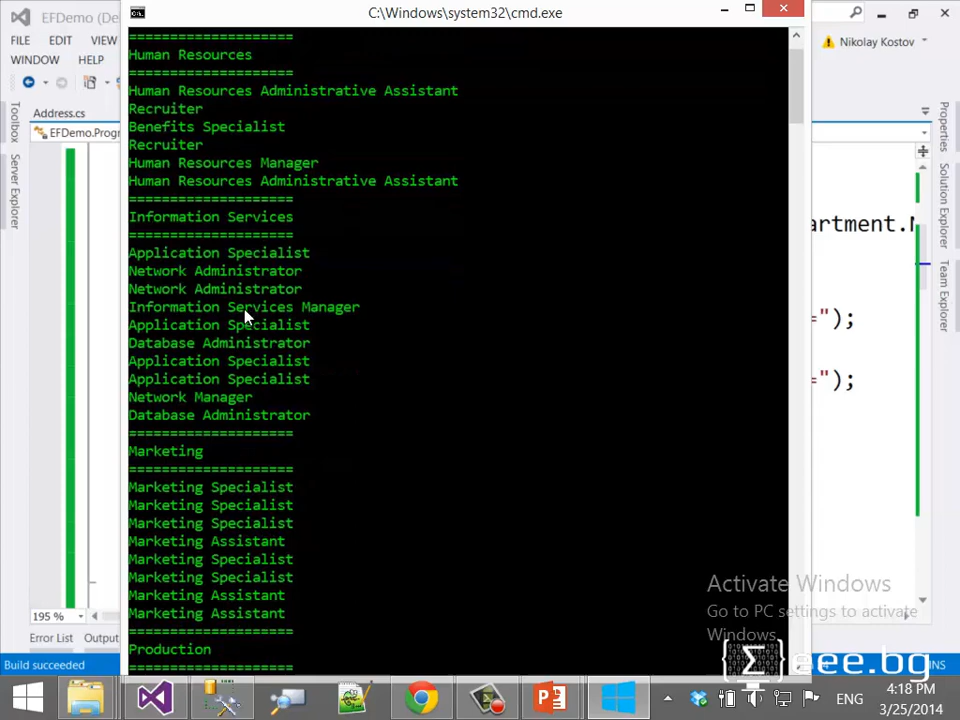 EFDemo (De
C:\Windows\system32\cmd.exe
FILE EDIT VIEW
Nikolay Kostov
WINDOW HELP
Address.cs
EFDemo.Progr
Toolbox
Server Explorer
Properties
Solution Explorer
Team Explorer
====================
Human Resources
====================
Human Resources Administrative Assistant
Recruiter
Benefits Specialist
Recruiter
Human Resources Manager
Human Resources Administrative Assistant
====================
Information Services
====================
Application Specialist
Network Administrator
Network Administrator
Information Services Manager
Application Specialist
Database Administrator
Application Specialist
Application Specialist
Network Manager
Database Administrator
====================
Marketing
====================
Marketing Specialist
Marketing Specialist
Marketing Specialist
Marketing Assistant
Marketing Specialist
Marketing Specialist
Marketing Assistant
Marketing Assistant
====================
Production
====================
artment.
=");
=");
Activate Windows
Go to PC settings to activate
Windows.
195 %
Error List Output
Build succeeded
INS
eee.bg
ENG
4:18 PM
3/25/2014